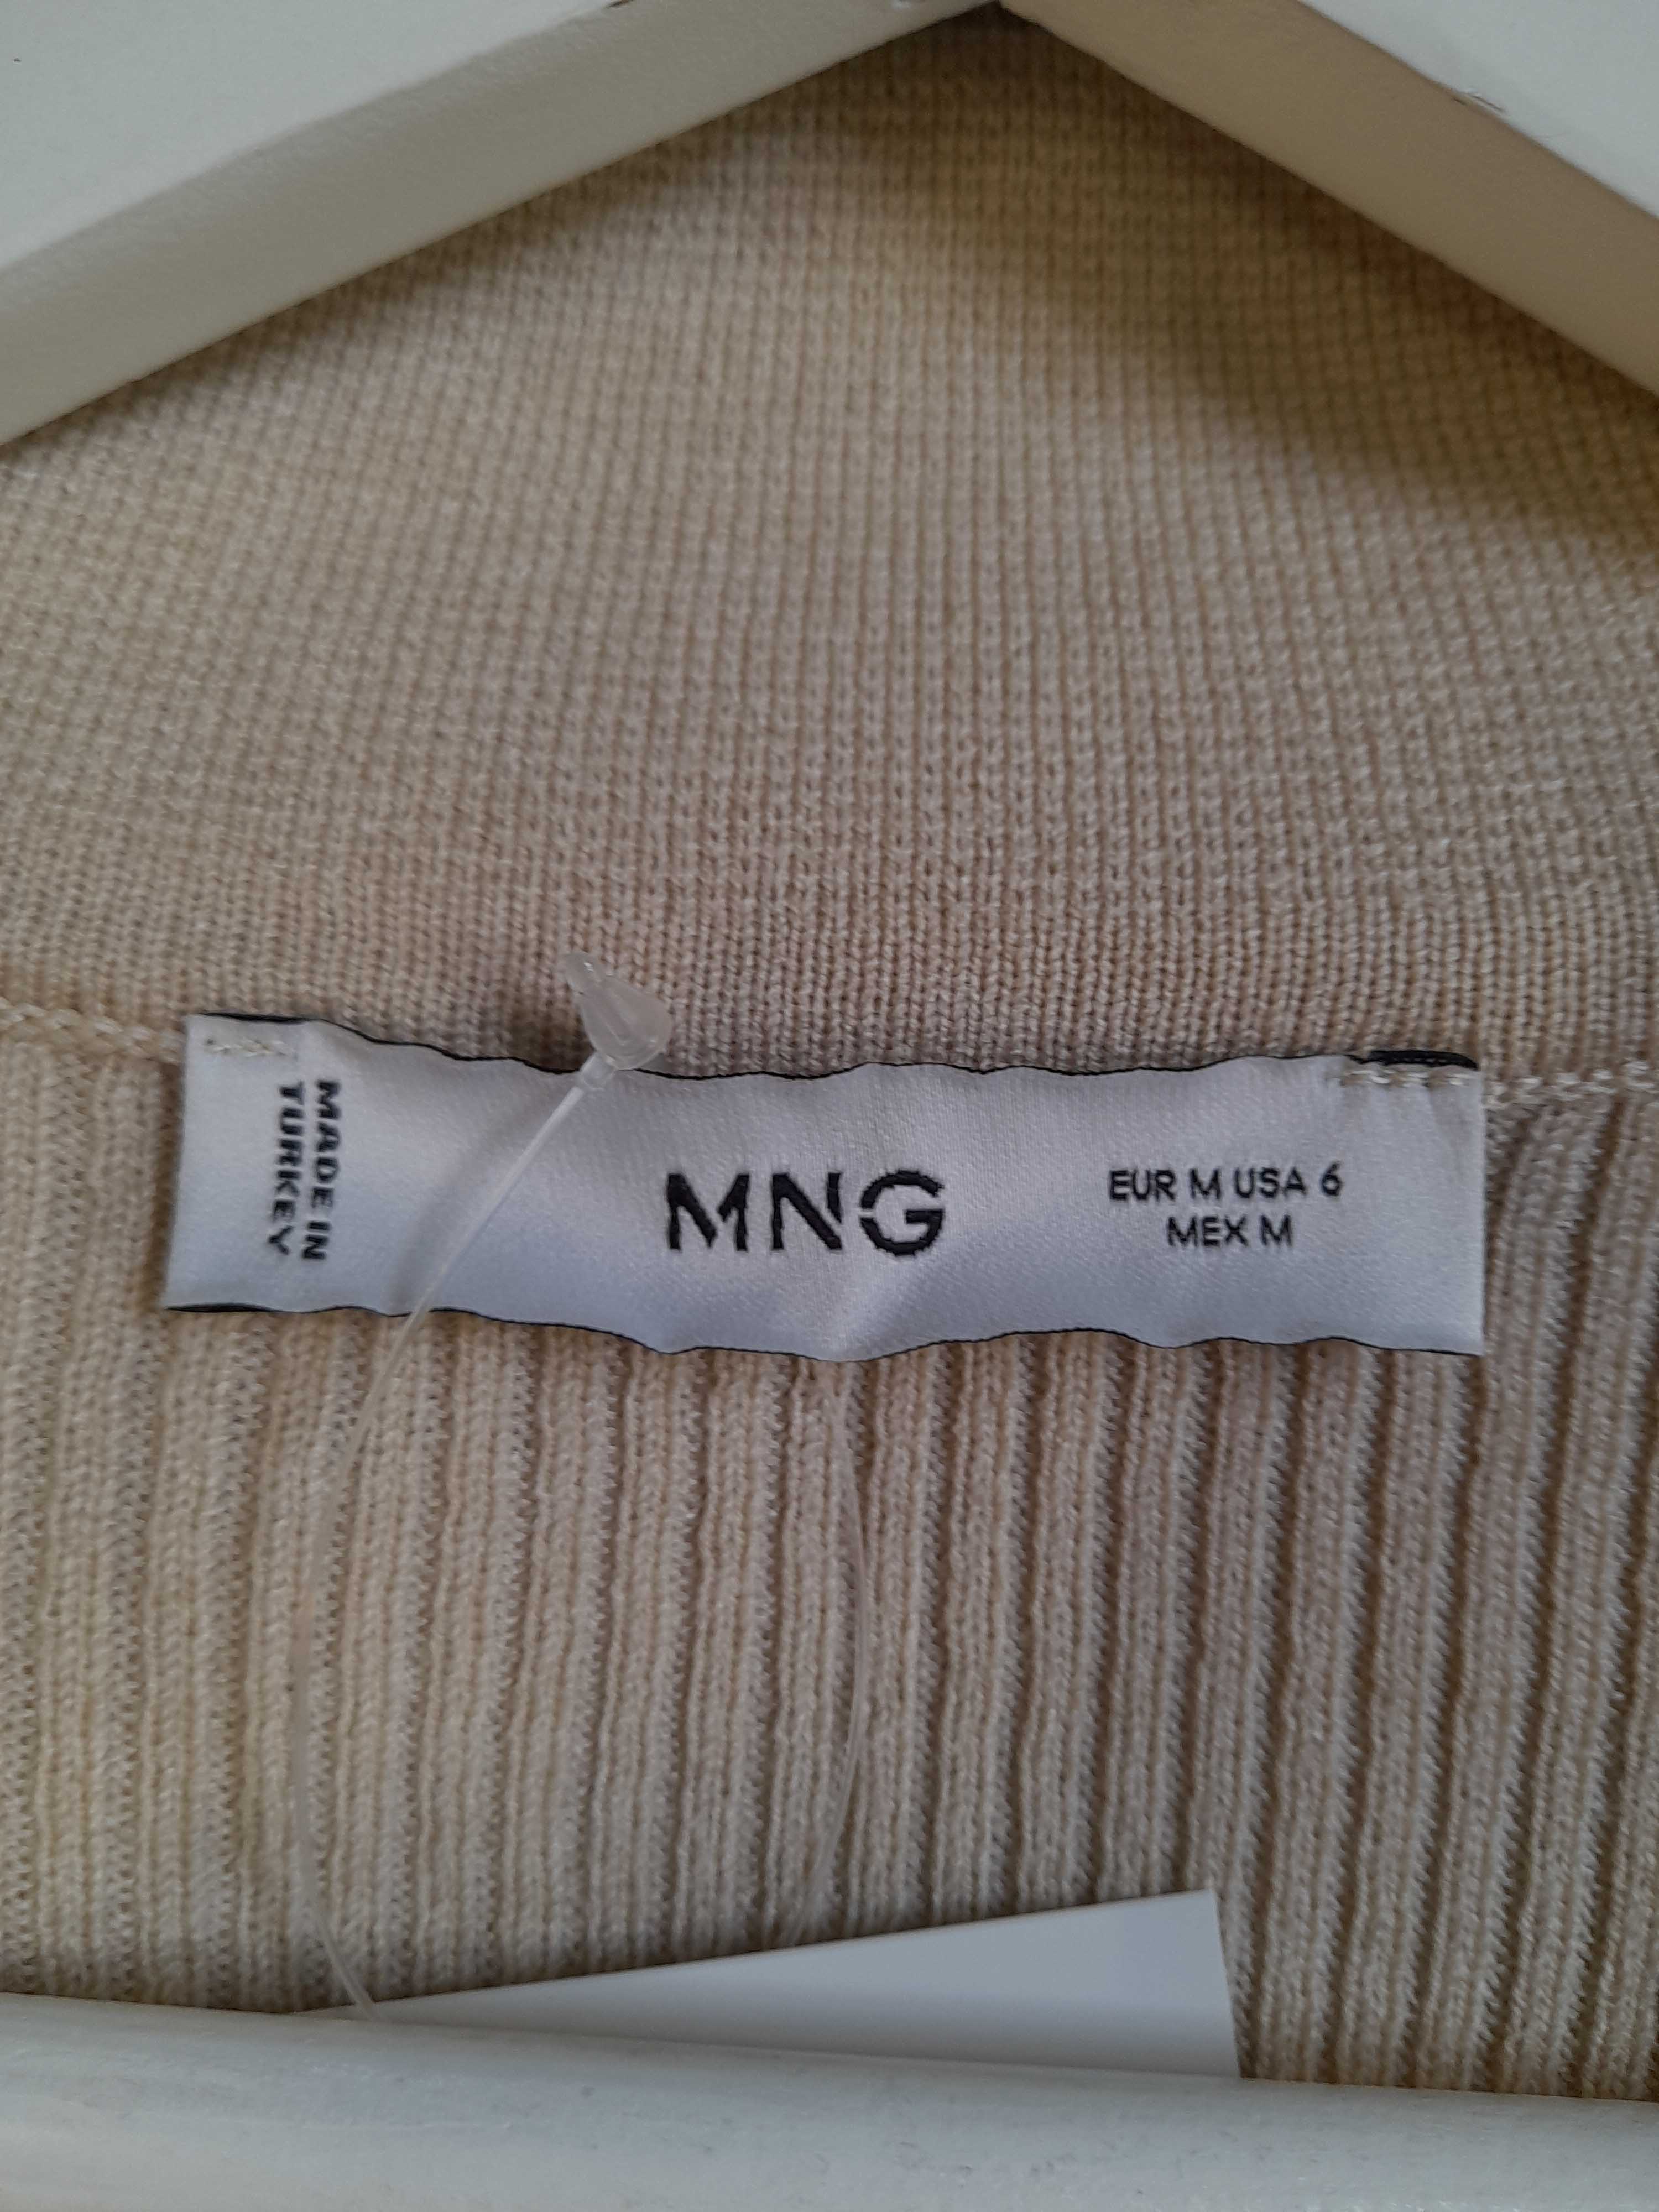 MADE IN
TURKEY
MNG
EUR M USA 6
MEX M